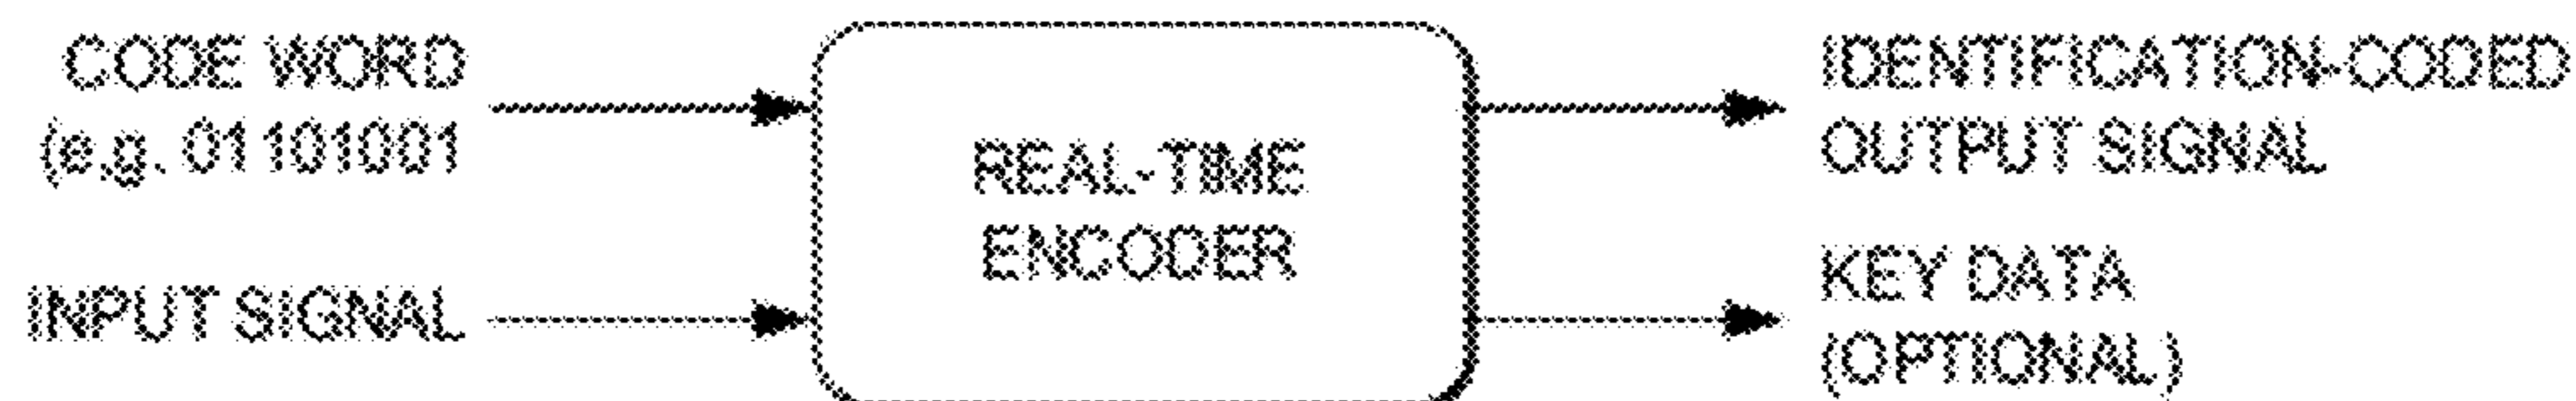 CODE WORD
(e.g. 01101001
INPUT SIGNAL
REAL-TIME
ENCODER
IDENTIFICATION-CODED
OUTPUT SIGNAL
KEY DATA
(OPTIONAL)